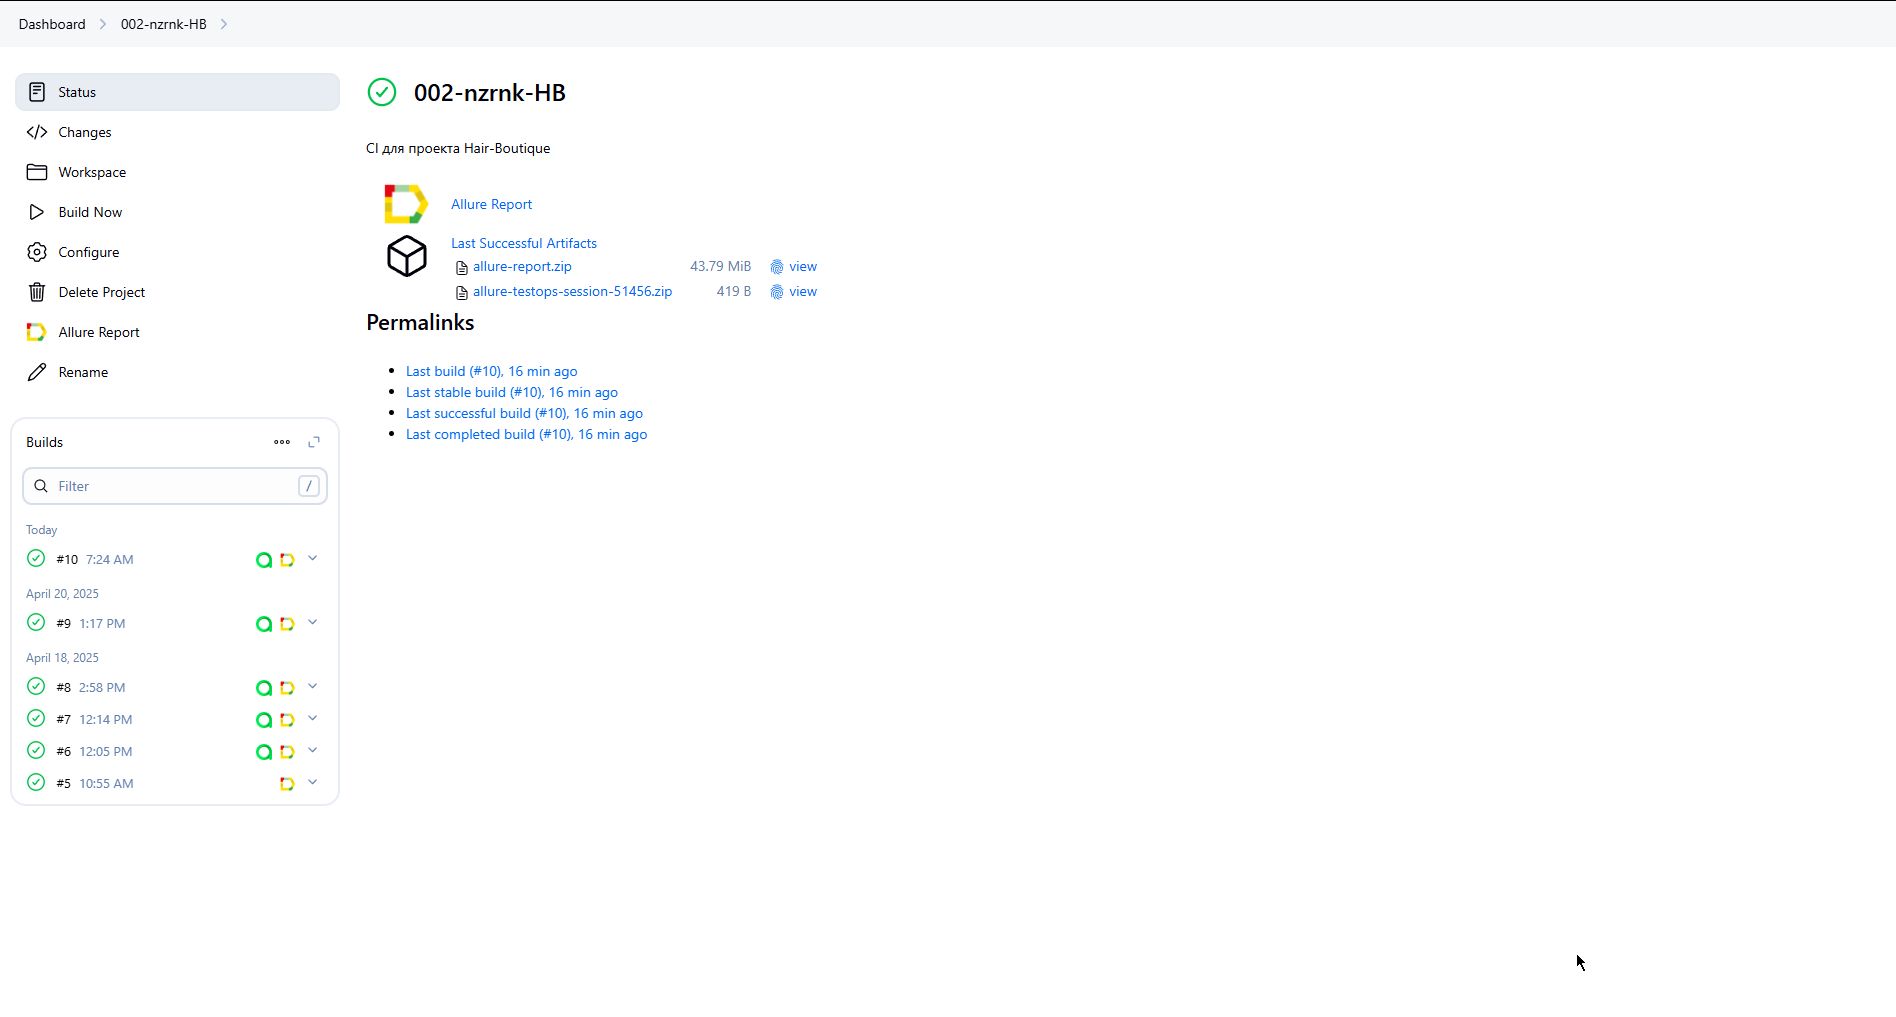 Dashboard 002-nzrnk-HB
Status
Changes
Workspace
Build Now
Configure
Delete Project
Allure Report
Rename
Builds
Filter /
Today
#10 7:24 AM
April 20, 2025
#9 1:17 PM
April 18, 2025
#8 2:58 PM
#7 12:14 PM
#6 12:05 PM
#5 10:55 AM
002-nzrnk-HB
CI для проекта Hair-Boutique
Allure Report
Last Successful Artifacts
allure-report.zip 43.79 MiB view
allure-testops-session-51456.zip 419 B view
Permalinks
Last build (#10), 16 min ago
Last stable build (#10), 16 min ago
Last successful build (#10), 16 min ago
Last completed build (#10), 16 min ago